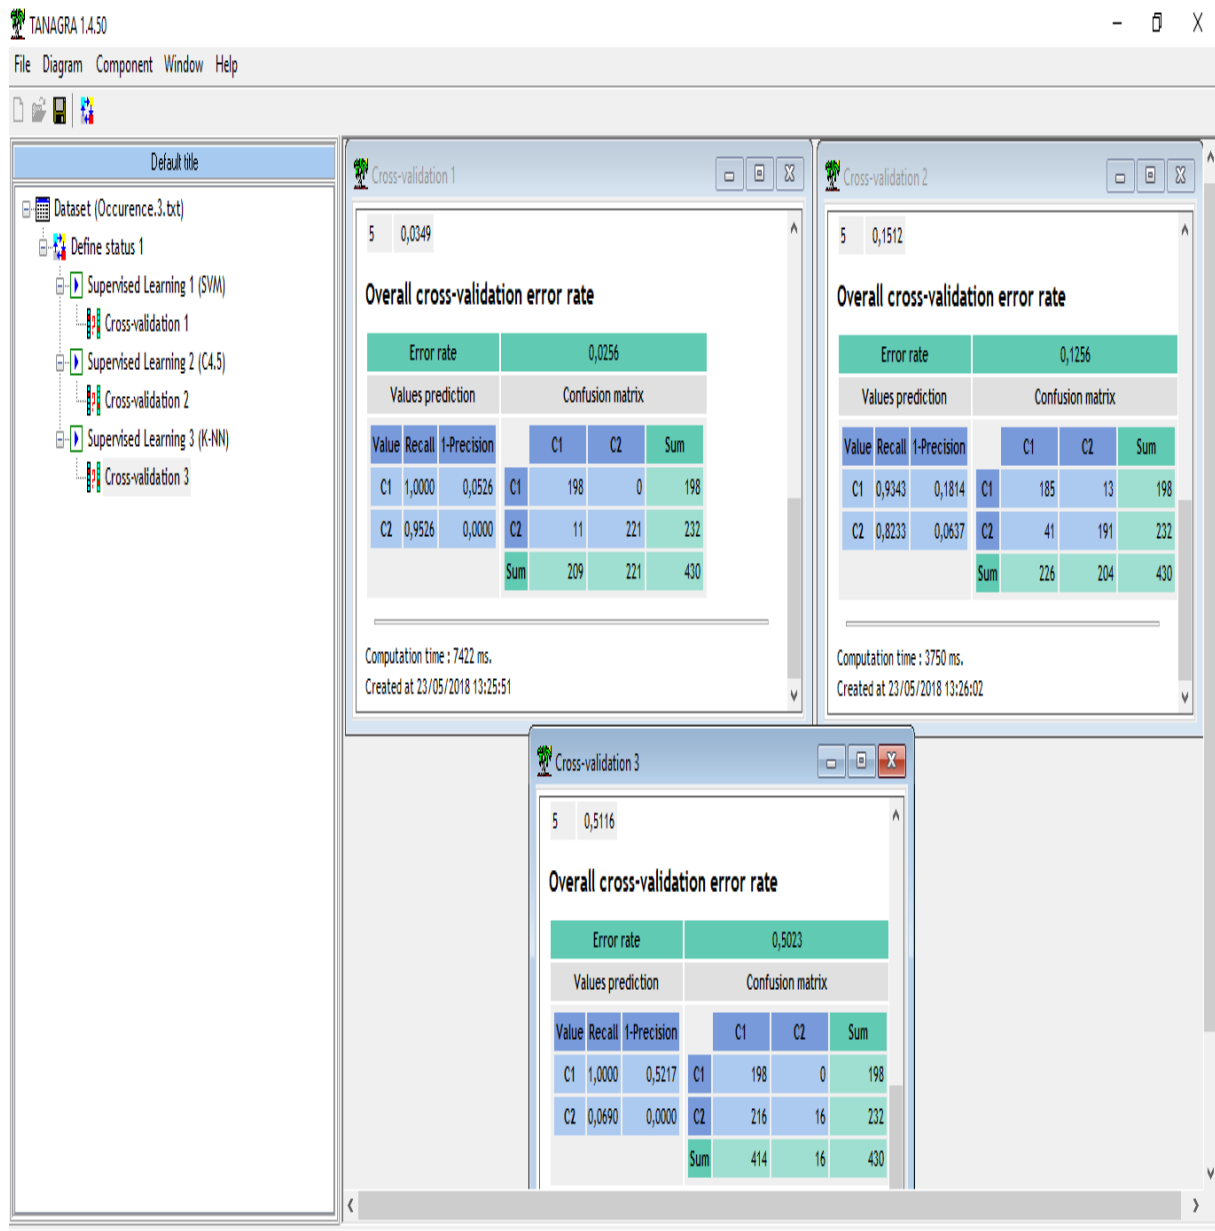 TANAGRA 1.4.50
File Diagram Component Window Help
Default title
Dataset (Occurence.3.txt)
Define status 1
Supervised Learning 1 (SVM)
Cross-validation 1
Supervised Learning 2 (C4.5)
Cross-validation 2
Supervised Learning 3 (K-NN)
Cross-validation 3
Cross-validation 1
5 0,0349
Overall cross-validation error rate
Error rate 0,0256
Values prediction Confusion matrix
Value Recall 1-Precision C1 C2 Sum
C1 1,0000 0,0526 C1 198 0 198
C2 0,9526 0,0000 C2 11 221 232
Sum 209 221 430
Computation time : 7422 ms.
Created at 23/05/2018 13:25:51
Cross-validation 2
5 0,1512
Overall cross-validation error rate
Error rate 0,1256
Values prediction Confusion matrix
Value Recall 1-Precision C1 C2 Sum
C1 0,9343 0,1814 C1 185 13 198
C2 0,8233 0,0637 C2 41 191 232
Sum 226 204 430
Computation time : 3750 ms.
Created at 23/05/2018 13:26:02
Cross-validation 3
5 0,5116
Overall cross-validation error rate
Error rate 0,5023
Values prediction Confusion matrix
Value Recall 1-Precision C1 C2 Sum
C1 1,0000 0,5217 C1 198 0 198
C2 0,0690 0,0000 C2 216 16 232
Sum 414 16 430